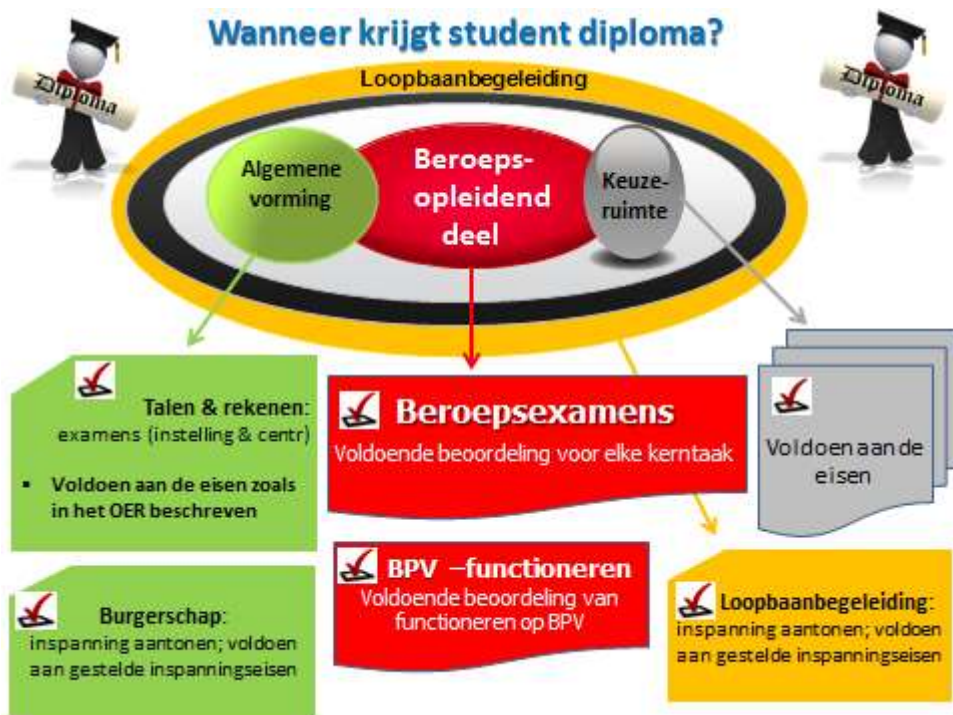 Wanneer krijgt student diploma?
Diploma
Diploma
Loopbaanbegeleiding
Algemene
vorming
Beroeps-
opleidend
deel
Keuze-
ruimte
Talen & rekenen:
examens (instelling & centr)
▪ Voldoen aan de eisen zoals
in het OER beschreven
Beroepsexamens
Voldoende beoordeling voor elke kerntaak
Voldoen aan de
eisen
Burgerschap:
inspanning aantonen; voldoen
aan gestelde inspanningseisen
BPV –functioneren
Voldoende beoordeling van
functioneren op BPV
Loopbaanbegeleiding:
inspanning aantonen; voldoen
aan gestelde inspanningseisen